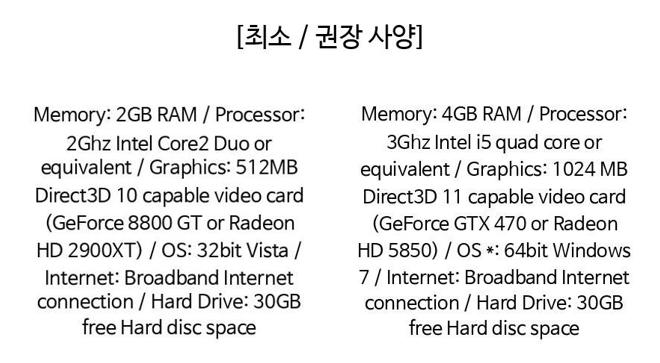 [최소 / 권장 사양]
Memory: 2GB RAM / Processor:
2Ghz Intel Core2 Duo or
equivalent / Graphics: 512MB
Direct3D 10 capable video card
(GeForce 8800 GT or Radeon
HD 2900XT) / OS: 32bit Vista /
Internet: Broadband Internet
connection / Hard Drive: 30GB
free Hard disc space
Memory: 4GB RAM / Processor:
3Ghz Intel i5 quad core or
equivalent / Graphics: 1024 MB
Direct3D 11 capable video card
(GeForce GTX 470 or Radeon
HD 5850) / OS *: 64bit Windows
7 / Internet: Broadband Internet
connection / Hard Drive: 30GB
free Hard disc space